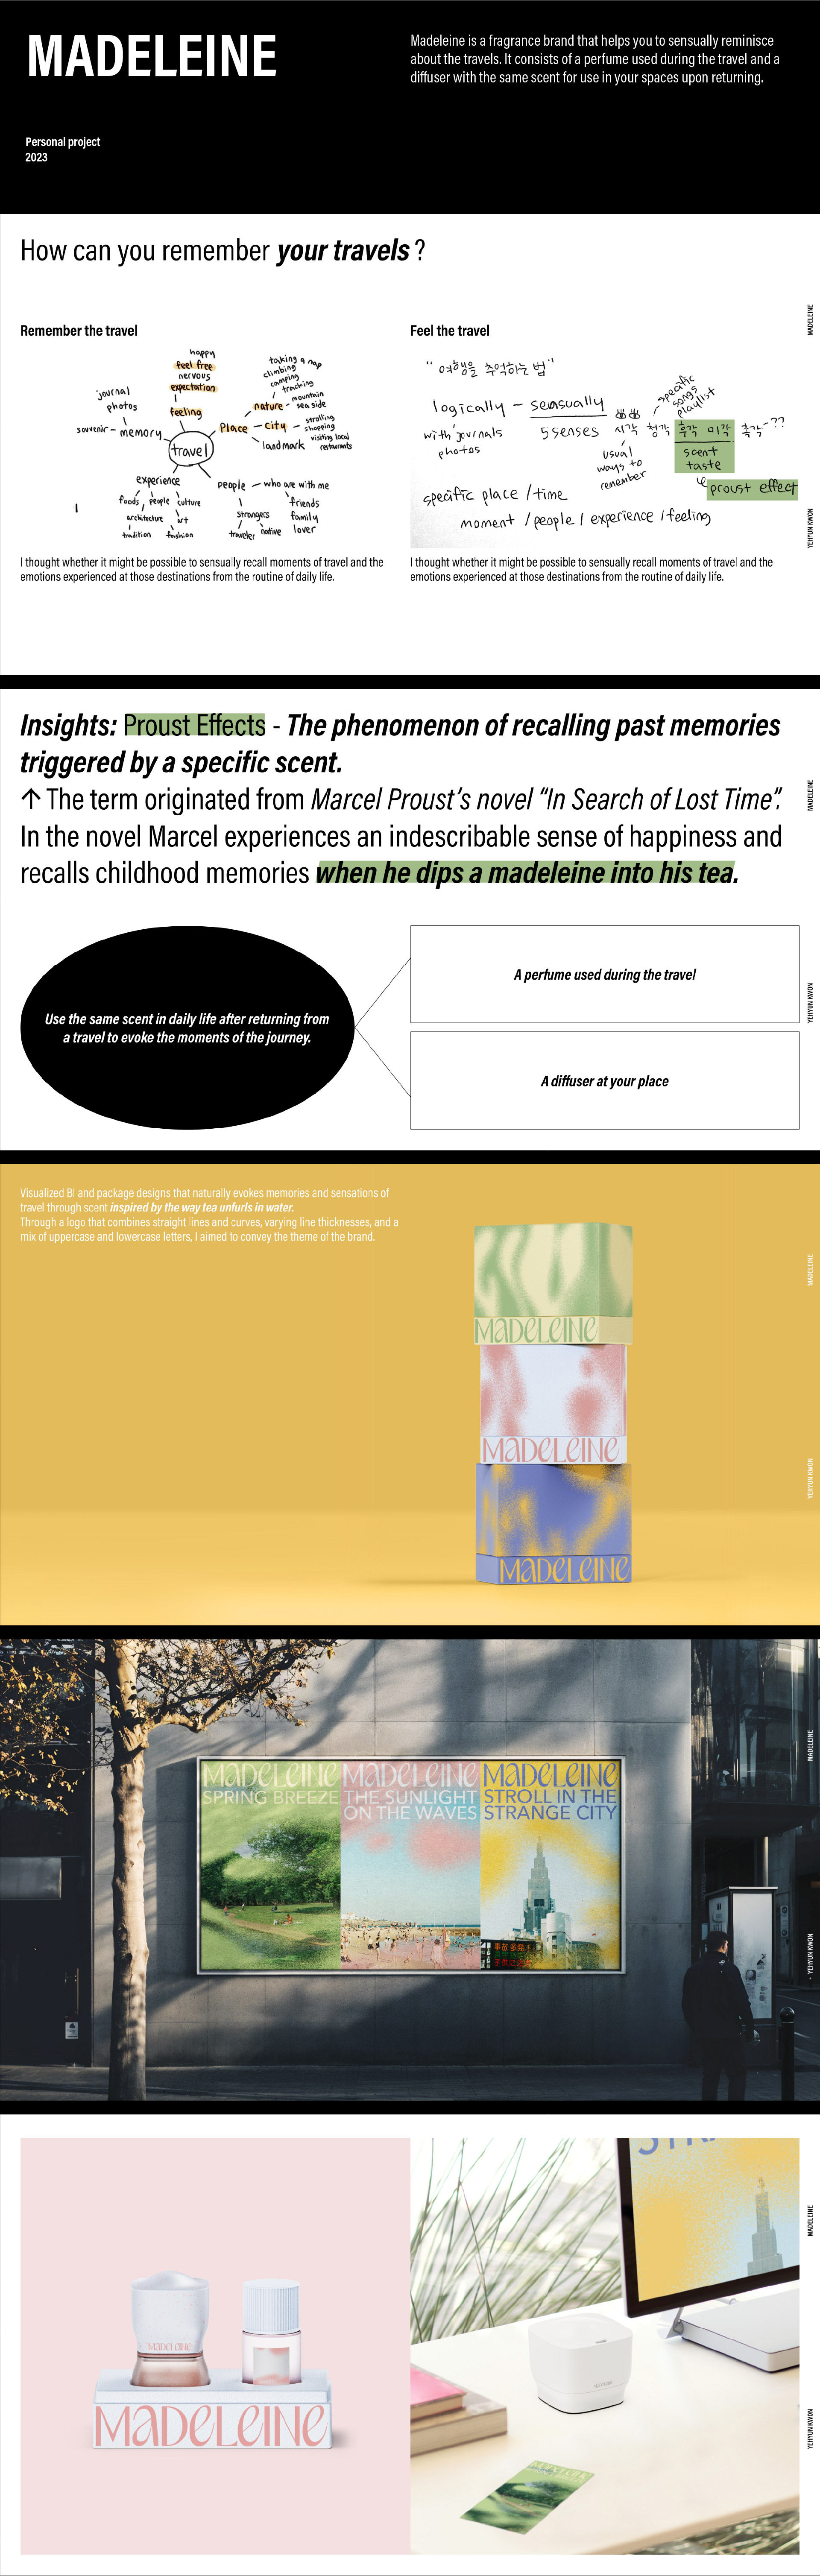 MADELEINE
Madeleine is a fragrance brand that helps you to sensually reminisce
about the travels. It consists of a perfume used during the travel and a
diffuser with the same scent for use in your spaces upon returning.
Personal project
2023
How can you remember your travels ?
MADELEINE
YEHYUN KWON
Remember the travel
happy
feel free
nervous
expectation
feeling
journal
photos
souvenir
memory
travel
Place
nature
taking a nap
climbing
camping
tracking
mountain
sea side
city
strolling
shopping
visiting local
restaurants
landmark
experience
foods
people
culture
architecture
art
tradition
fashion
people
who are with me
friends
family
lover
strangers
traveler
native
I thought whether it might be possible to sensually recall moments of travel and the
emotions experienced at those destinations from the routine of daily life.
Feel the travel
"여행을 추억하는 법"
logically - sensually
with journals
photos
5 senses
시각 청각 후각 미각 촉각 - ??
specific
songs
playlist
usual
ways to
remember
scent
taste
proust effect
specific place / time
moment / people / experience / feeling
I thought whether it might be possible to sensually recall moments of travel and the
emotions experienced at those destinations from the routine of daily life.
Insights: Proust Effects - The phenomenon of recalling past memories
triggered by a specific scent.
↑ The term originated from Marcel Proust's novel “In Search of Lost Time”.
In the novel Marcel experiences an indescribable sense of happiness and
recalls childhood memories when he dips a madeleine into his tea.
MADELEINE
YEHYUN KWON
Use the same scent in daily life after returning from
a travel to evoke the moments of the journey.
A perfume used during the travel
A diffuser at your place
Visualized BI and package designs that naturally evokes memories and sensations of
travel through scent inspired by the way tea unfurls in water.
Through a logo that combines straight lines and curves, varying line thicknesses, and a
mix of uppercase and lowercase letters, I aimed to convey the theme of the brand.
MADELEINE
YEHYUN KWON
MaDELEINE
MaDELEINE
MaDELEINE
MADELEINE
- YEHYUN KWON
MaDELEINE
SPRING BREEZE
MaDELEINE
THE SUNLIGHT
ON THE WAVES
MaDELEINE
STROLL IN THE
STRANGE CITY
事故多発!
MADELEINE
YEHYUN KWON
MaDELEINE
MaDELEINE